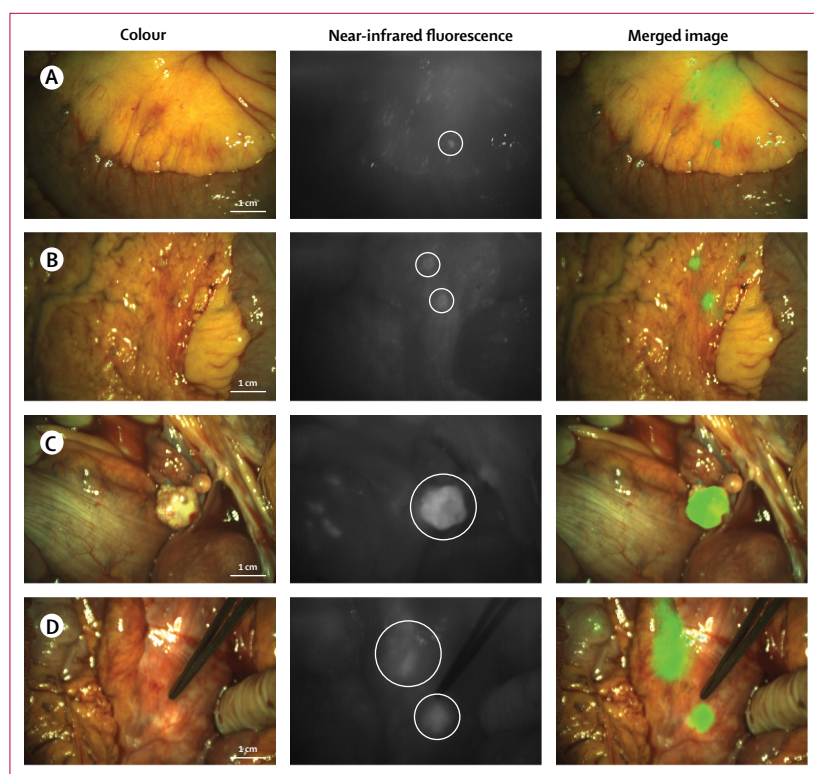 Colour Near-infrared fluorescence Merged image
A
1 cm
B
1 cm
C
1 cm
D
1 cm